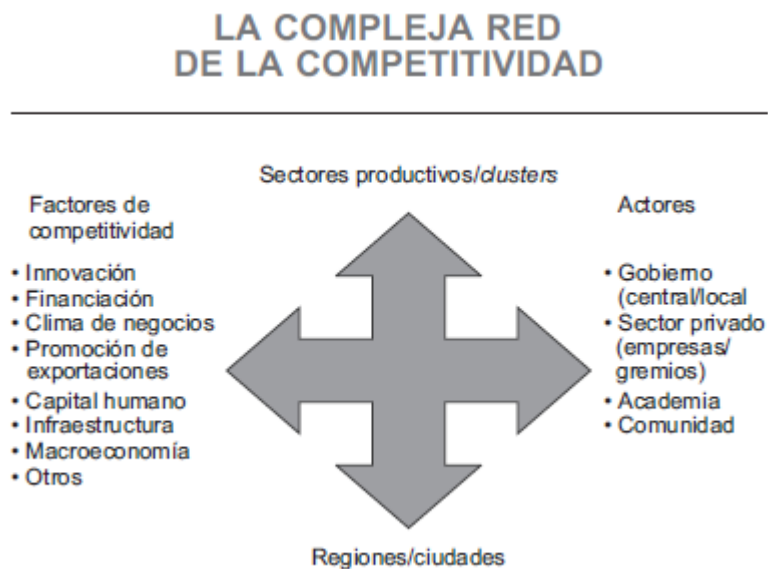 LA COMPLEJA RED
DE LA COMPETITIVIDAD
Sectores productivos/clusters
Factores de
competitividad
• Innovación
• Financiación
• Clima de negocios
• Promoción de
exportaciones
• Capital humano
• Infraestructura
• Macroeconomía
• Otros
Actores
• Gobierno
(central/local
• Sector privado
(empresas/
gremios)
• Academia
• Comunidad
Regiones/ciudades